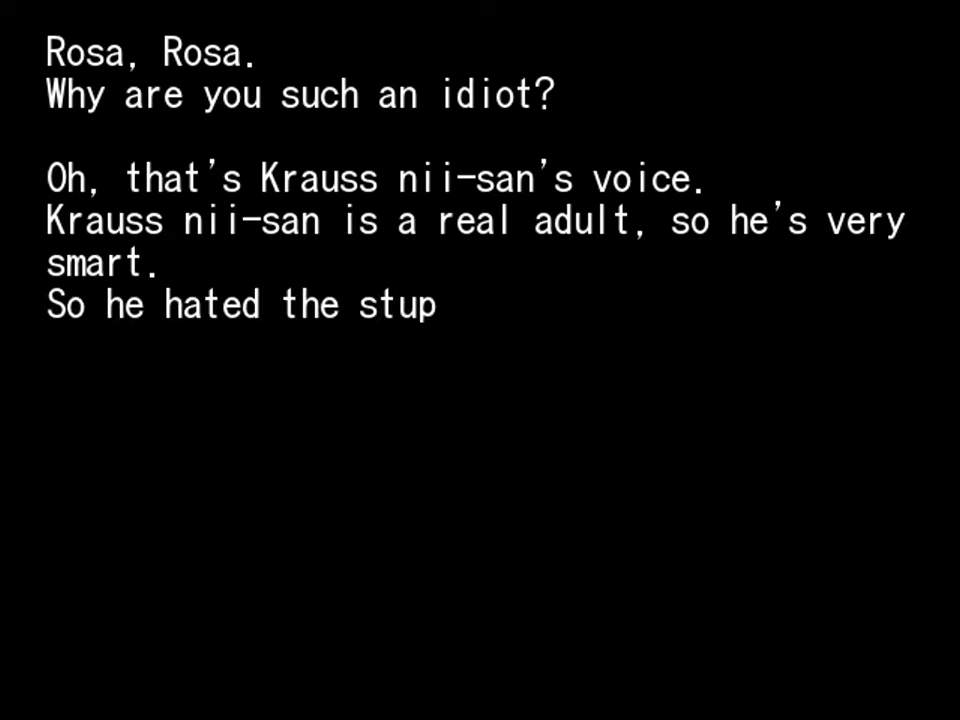 Rosa, Rosa.
Why are you such an idiot?
Oh, that's Krauss nii-san's voice.
Krauss nii-san is a real adult, so he's very
smart.
So he hated the stup